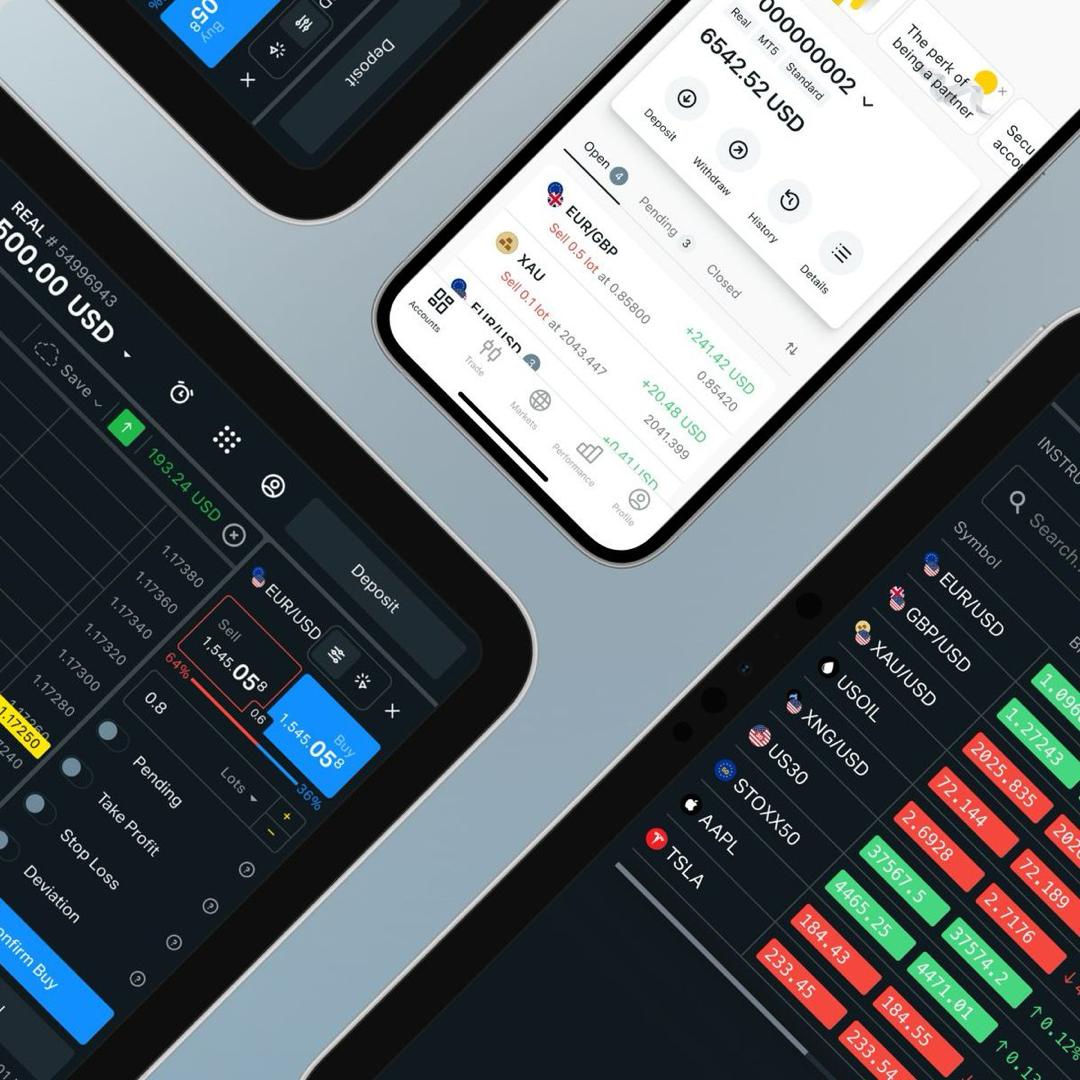 058
Buy
Deposit
000000002
Real MT5 Standard
6542.52 USD
The perk of
being a partner
Secu
acco
Deposit
Withdraw
History
Details
Open 4
Pending 3
Closed
EUR/GBP
+241.42 USD
Sell 0.5 lot at 0.85800
0.85420
XAU
+20.48 USD
Sell 0.1 lot at 2043.447
2041.399
EUR/USD 3
+0.41 USD
Accounts
Trade
Markets
Performance
Profile
REAL #54996943
500.00 USD
Save
193.24 USD
Deposit
1.17380
1.17360
1.17340
1.17320
1.17300
1.17280
1.17250
EUR/USD
Sell
1.545.058
Buy
1.545.058
64%
0.6
36%
0.8
Lots
Pending
Take Profit
Stop Loss
Deviation
onfirm Buy
INSTRU
Search
Symbol
EUR/USD
1.096
GBP/USD
1.27243
XAU/USD
2025.835
202
USOIL
72.144
72.189
XNG/USD
2.6928
2.7176
US30
37567.5
37574.2
0.12%
STOXX50
4465.25
4471.01
0.13
AAPL
184.43
184.55
TSLA
233.45
233.54